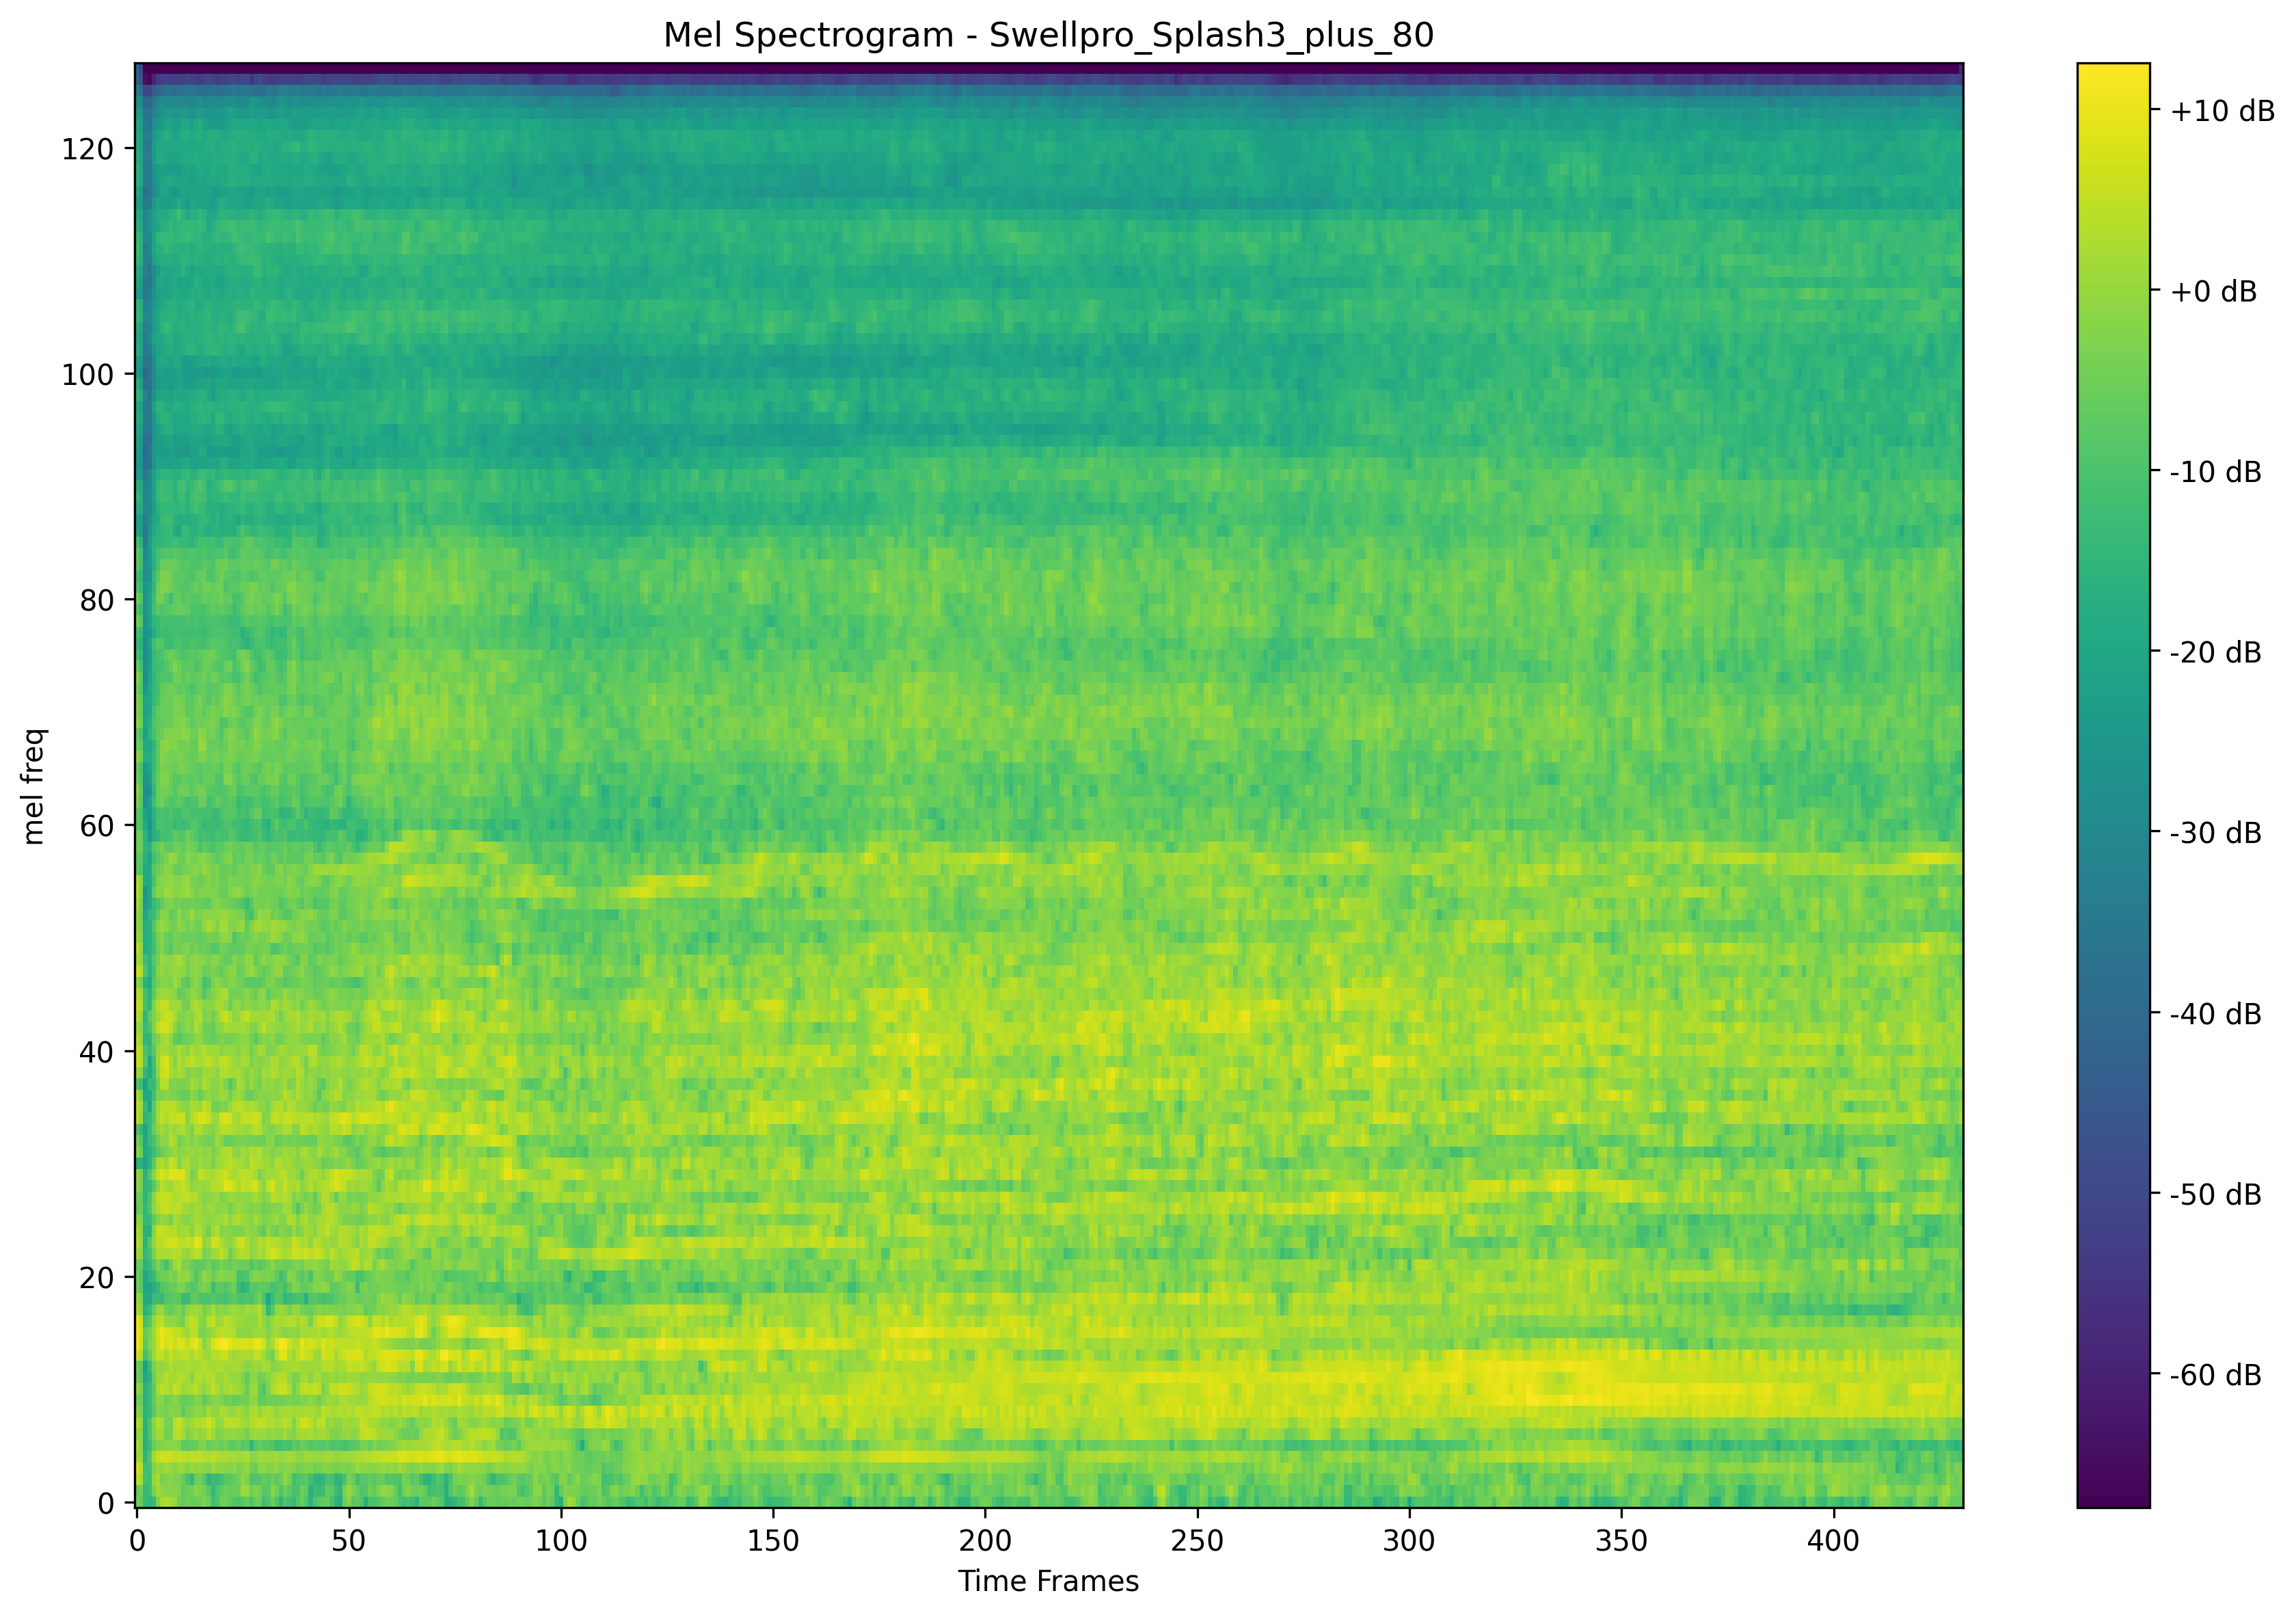 Mel Spectrogram - Swellpro_Splash3_plus_80
mel freq
120
100
80
60
40
20
0
0 50 100 150 200 250 300 350 400
Time Frames
+10 dB
+0 dB
-10 dB
-20 dB
-30 dB
-40 dB
-50 dB
-60 dB